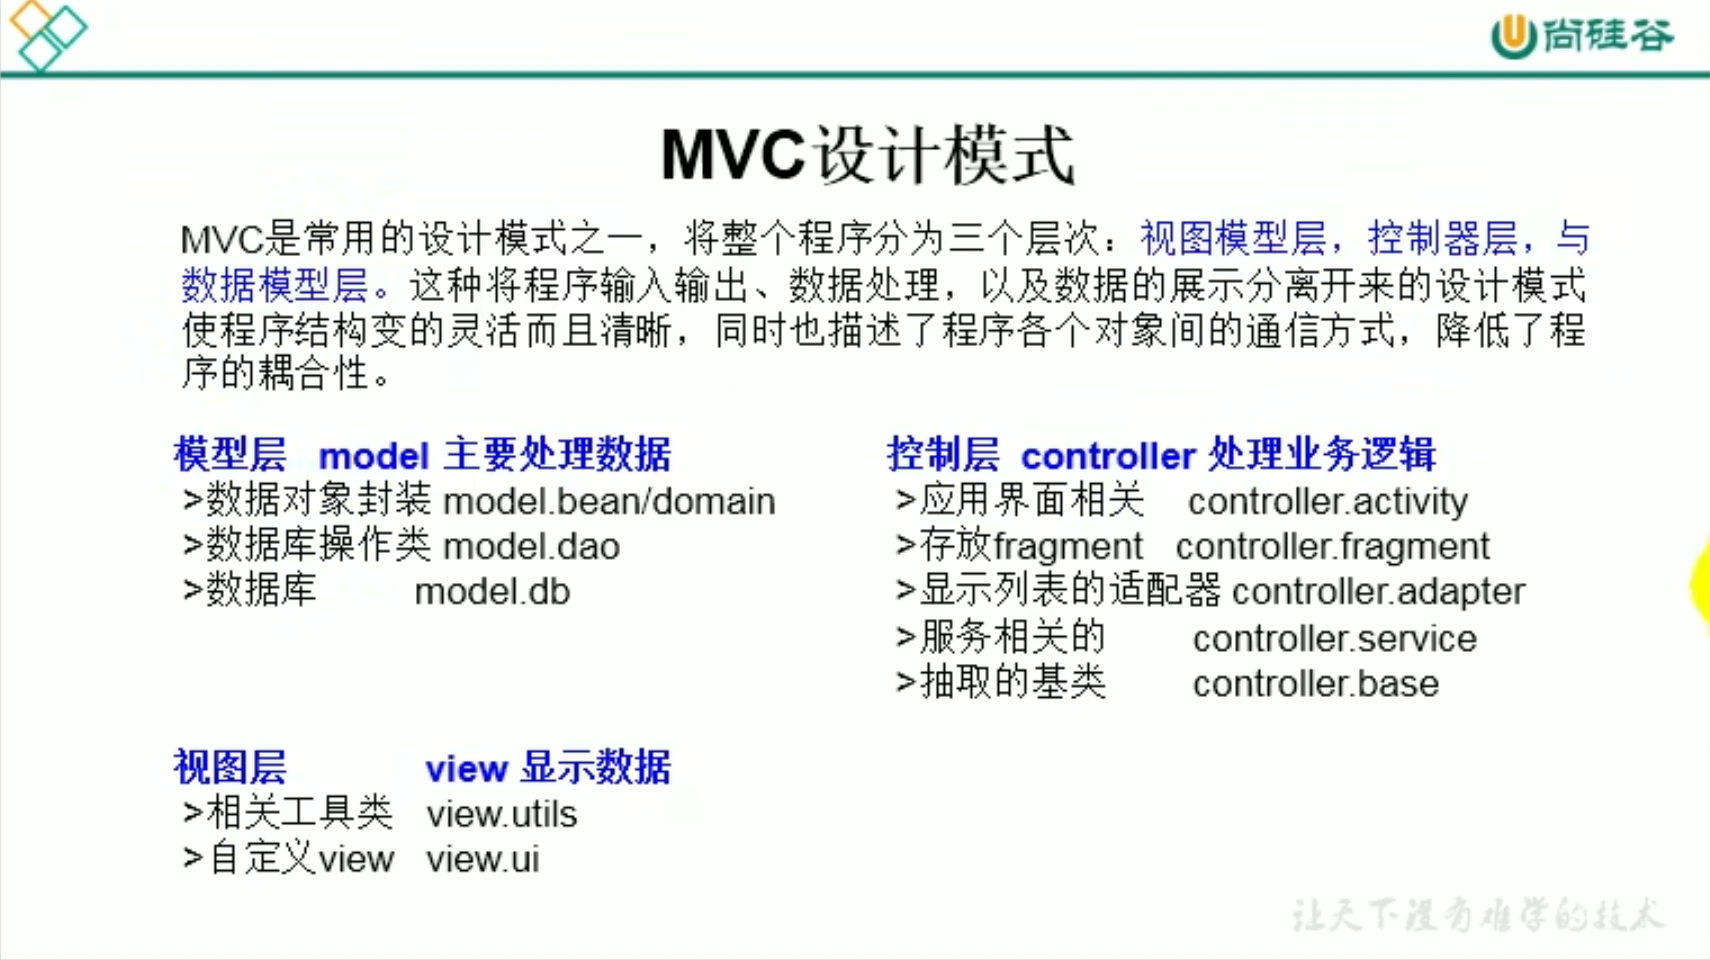 尚硅谷
MVC设计模式
MVC是常用的设计模式之一，将整个程序分为三个层次：视图模型层，控制器层，与
数据模型层。这种将程序输入输出、数据处理，以及数据的展示分离开来的设计模式
使程序结构变的灵活而且清晰，同时也描述了程序各个对象间的通信方式，降低了程
序的耦合性。
模型层 model 主要处理数据
>数据对象封装 model.bean/domain
>数据库操作类 model.dao
>数据库 model.db
控制层 controller 处理业务逻辑
>应用界面相关 controller.activity
>存放fragment controller.fragment
>显示列表的适配器 controller.adapter
>服务相关的 controller.service
>抽取的基类 controller.base
视图层 view 显示数据
>相关工具类 view.utils
>自定义view view.ui
让天下没有难学的技术